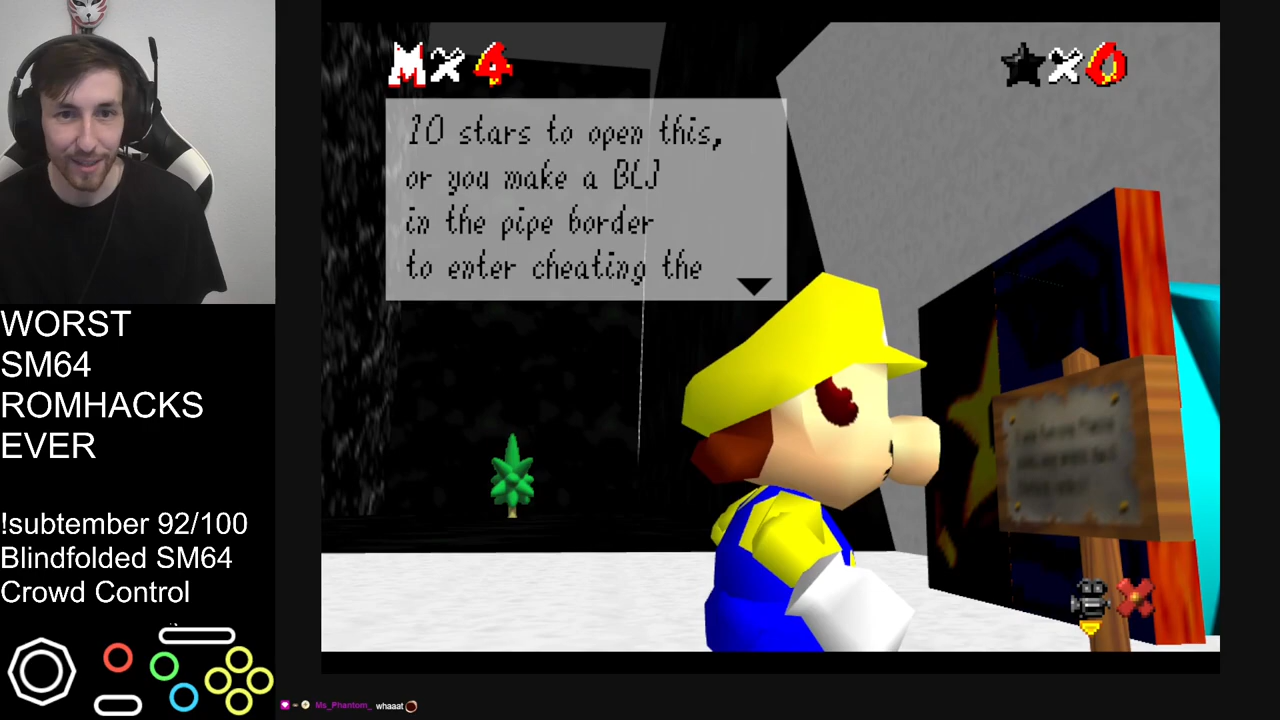 M×4
×0
10 stars to open this,
or you make a BLJ
in the pipe border
to enter cheating the
WORST
SM64
ROMHACKS
EVER
!subtember 92/100
Blindfolded SM64
Crowd Control
Ms_Phantom_ whaaat